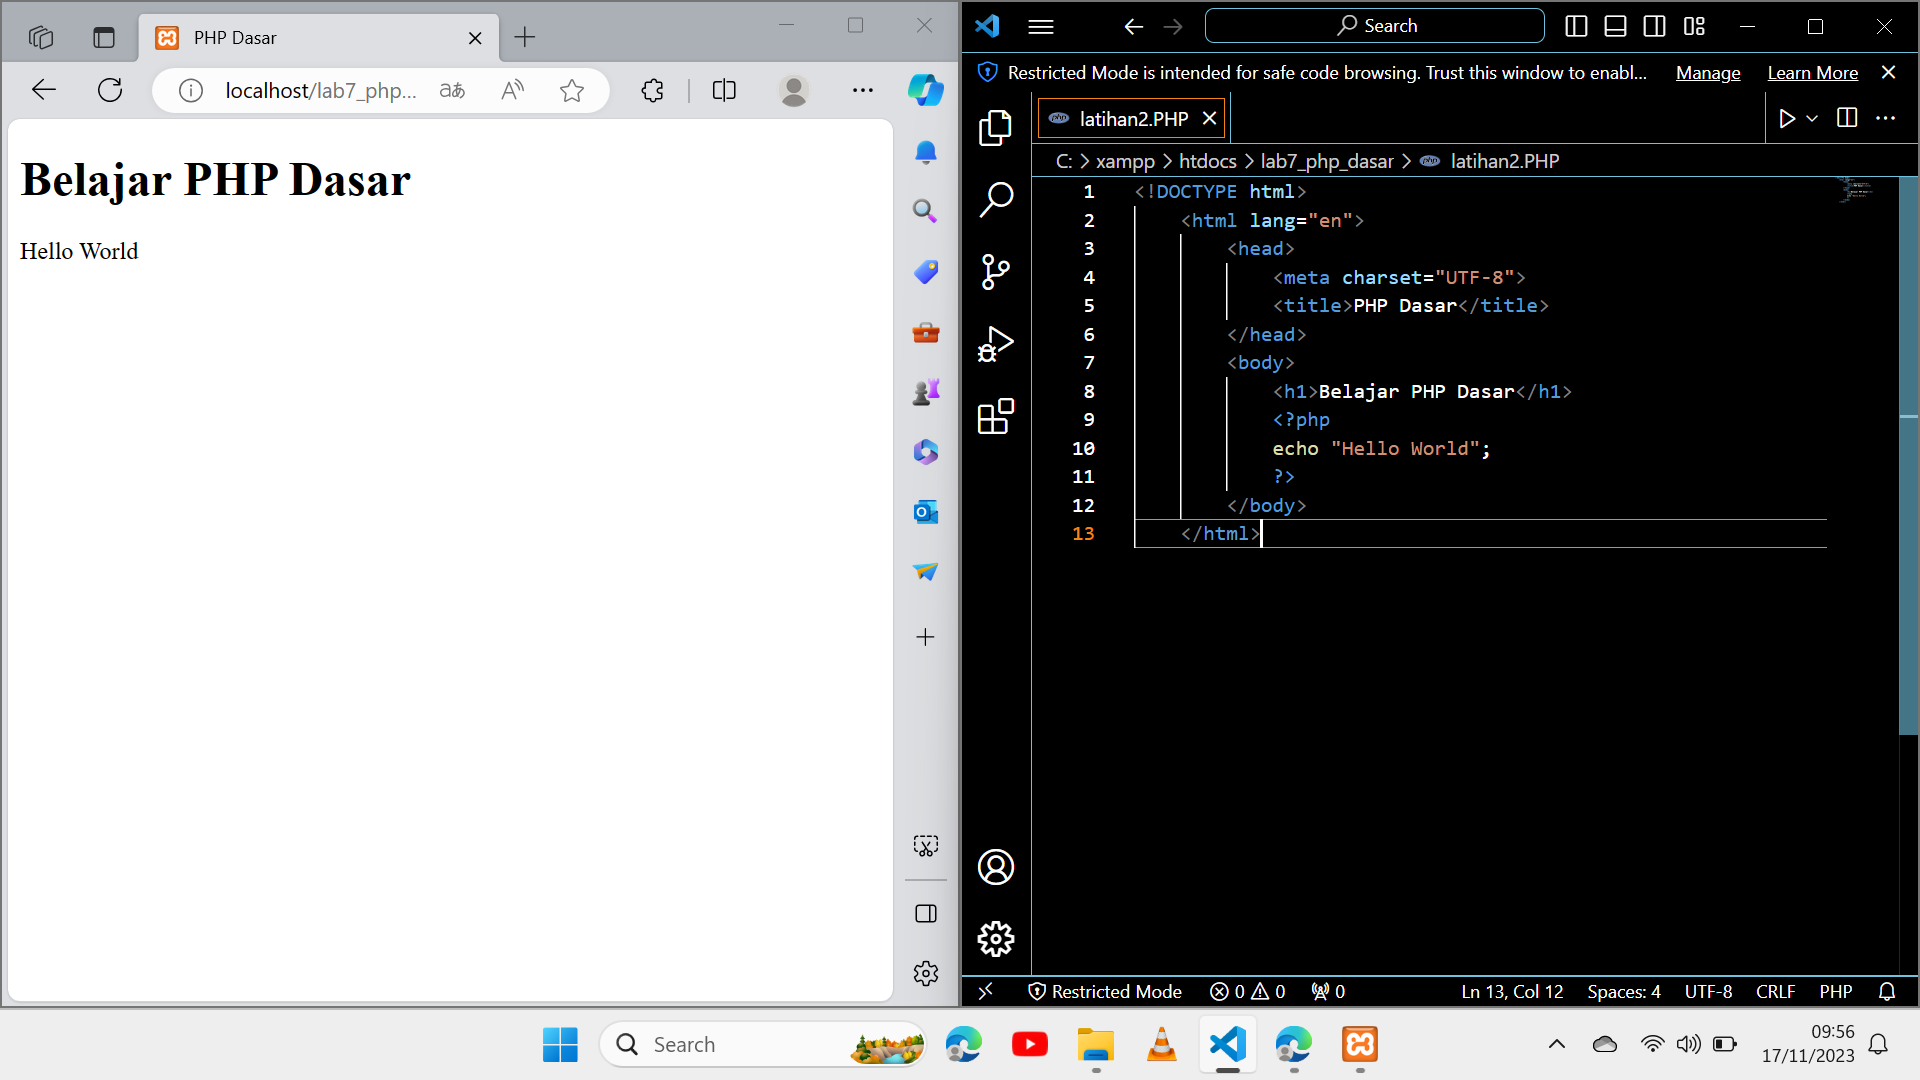 PHP Dasar
localhost/lab7_php...
Belajar PHP Dasar
Hello World
Search
Restricted Mode is intended for safe code browsing. Trust this window to enabl... Manage Learn More
latihan2.PHP
C: > xampp > htdocs > lab7_php_dasar > latihan2.PHP
1 <!DOCTYPE html>
2 <html lang="en">
3 <head>
4 <meta charset="UTF-8">
5 <title>PHP Dasar</title>
6 </head>
7 <body>
8 <h1>Belajar PHP Dasar</h1>
9 <?php
10 echo "Hello World";
11 ?>
12 </body>
13 </html>
Restricted Mode 0 0 0 Ln 13, Col 12 Spaces: 4 UTF-8 CRLF PHP
Search
09:56
17/11/2023